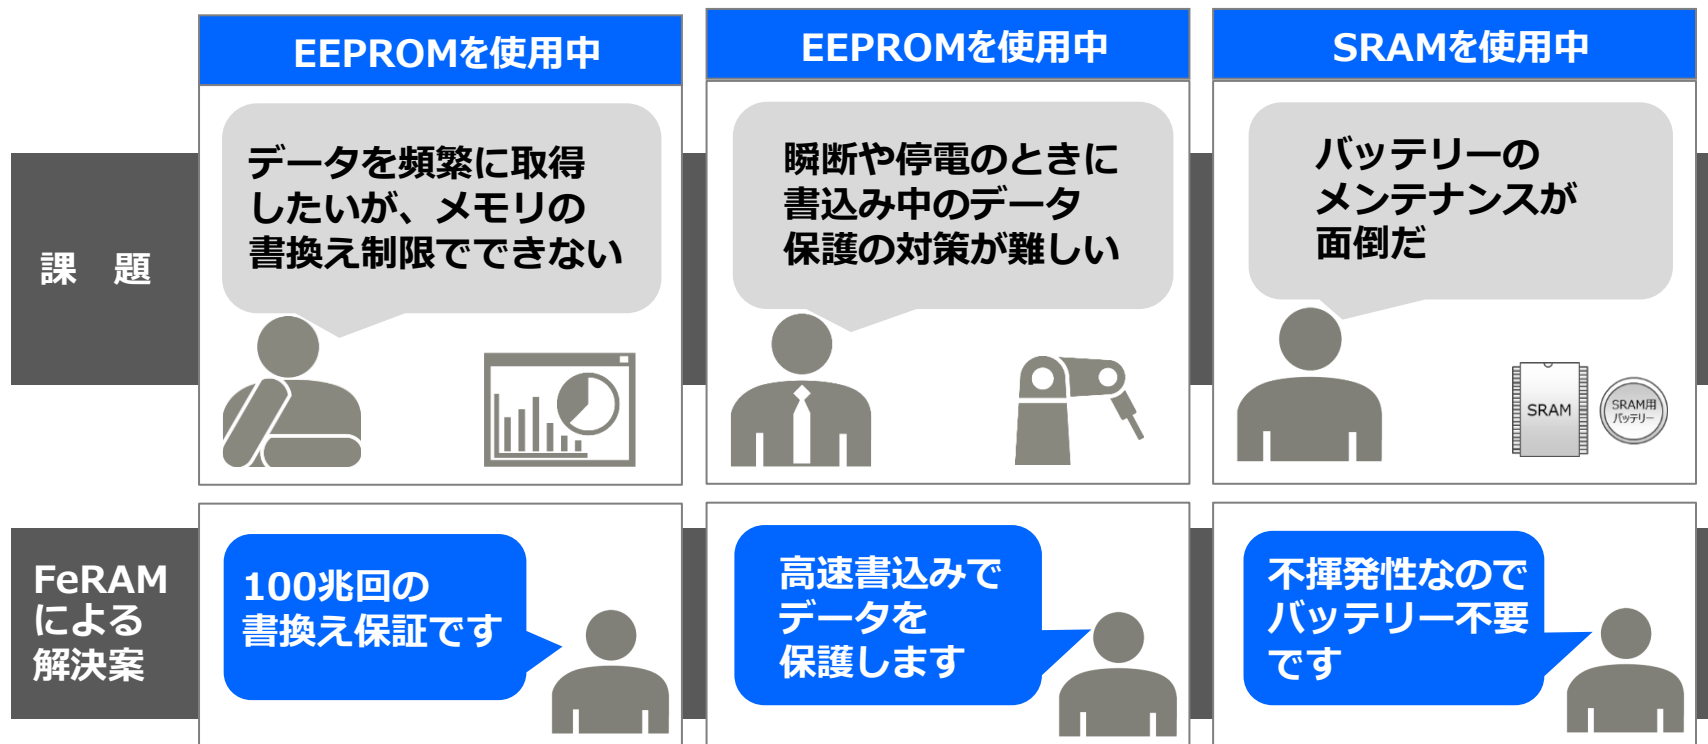 EEPROMを使用中
EEPROMを使用中
SRAMを使用中
課　題
データを頻繁に取得
したいが、メモリの
書換え制限でできない
瞬断や停電のときに
書込み中のデータ
保護の対策が難しい
バッテリーの
メンテナンスが
面倒だ
SRAM
SRAM用
バッテリー
FeRAM
による
解決案
100兆回の
書換え保証です
高速書込みで
データを
保護します
不揮発性なので
バッテリー不要
です